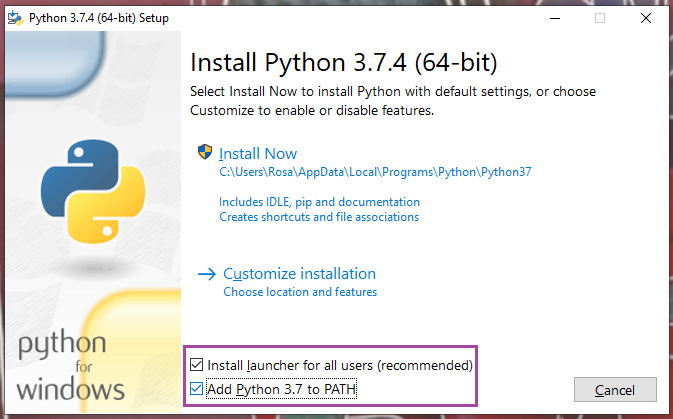 Python 3.7.4 (64-bit) Setup
Install Python 3.7.4 (64-bit)
Select Install Now to install Python with default settings, or choose
Customize to enable or disable features.
Install Now
C:\Users\Rosa\AppData\Local\Programs\Python\Python37
Includes IDLE, pip and documentation
Creates shortcuts and file associations
Customize installation
Choose location and features
python
for
windows
Install launcher for all users (recommended)
Add Python 3.7 to PATH
Cancel